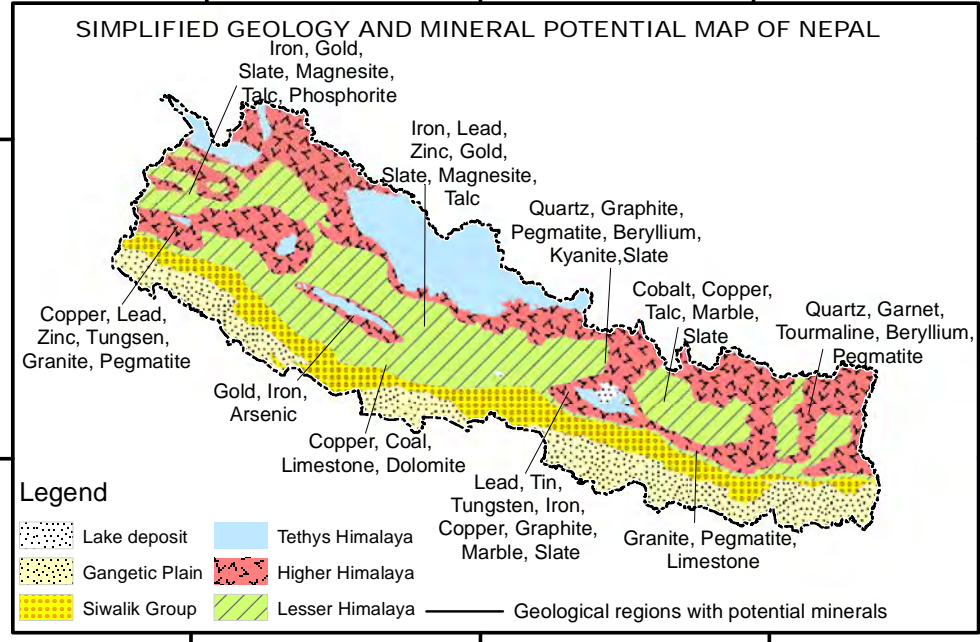 SIMPLIFIED GEOLOGY AND MINERAL POTENTIAL MAP OF NEPAL
Iron, Gold,
Slate, Magnesite,
Talc, Phosphorite
Iron, Lead,
Zinc, Gold,
Slate, Magnesite,
Talc
Quartz, Graphite,
Pegmatite, Beryllium,
Kyanite,Slate
Cobalt, Copper,
Talc, Marble,
Slate
Quartz, Garnet,
Tourmaline, Beryllium,
Pegmatite
Copper, Lead,
Zinc, Tungsen,
Granite, Pegmatite
Gold, Iron,
Arsenic
Copper, Coal,
Limestone, Dolomite
Lead, Tin,
Tungsten, Iron,
Copper, Graphite,
Marble, Slate
Granite, Pegmatite,
Limestone
Legend
Lake deposit
Gangetic Plain
Siwalik Group
Tethys Himalaya
Higher Himalaya
Lesser Himalaya
Geological regions with potential minerals